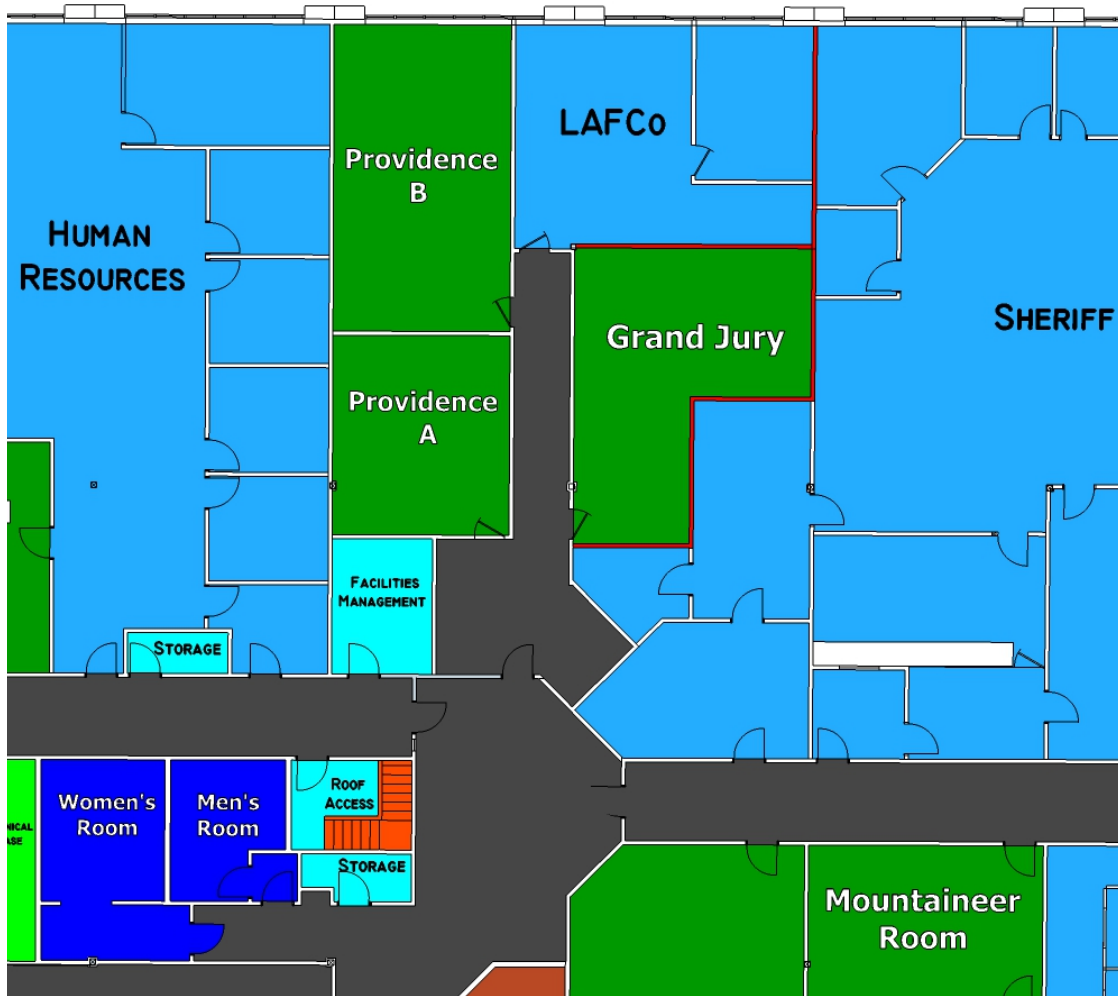 Providence
B
LAFCo
Human
Resources
Grand Jury
Sheriff
Providence
A
Facilities
Management
Storage
Women's
Room
Men's
Room
Roof
Access
Storage
Mountaineer
Room